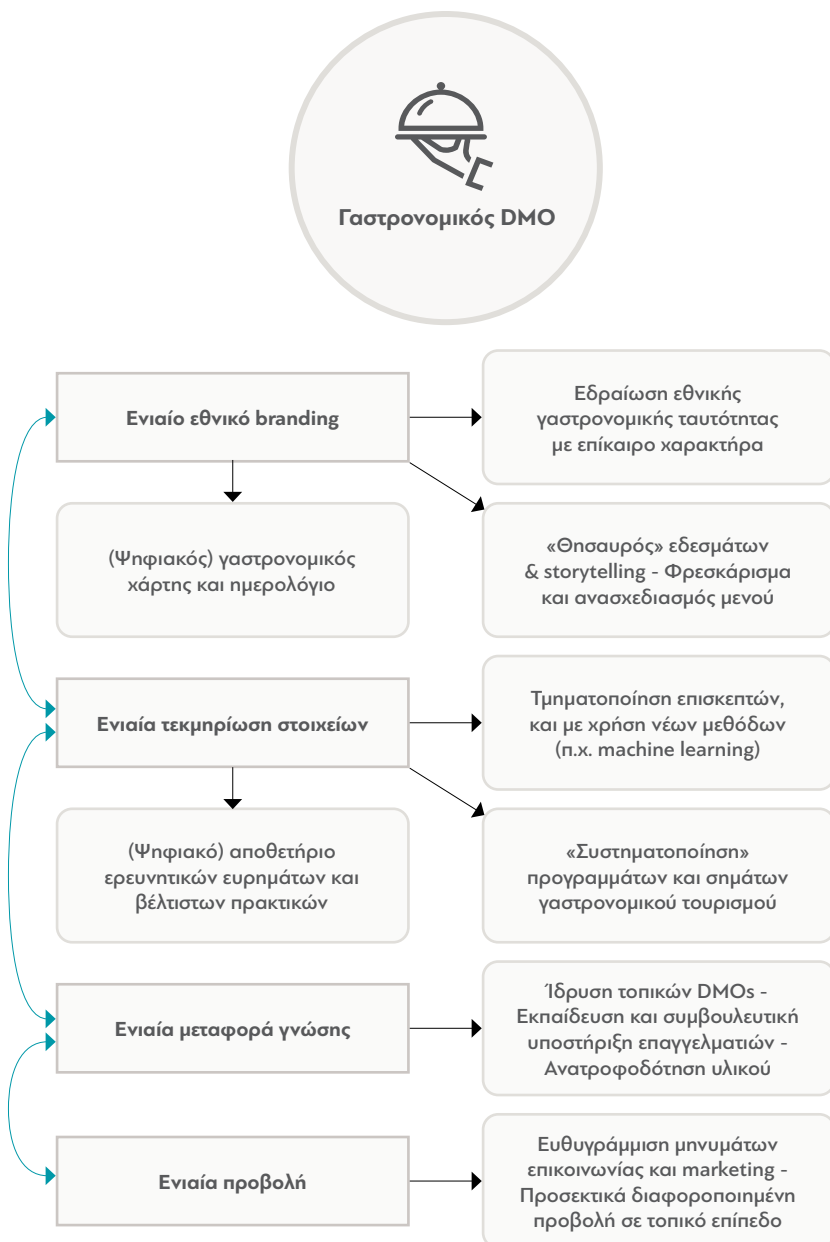 Γαστρονομικός DMO
Ενιαίο εθνικό branding
Εδραίωση εθνικής
γαστρονομικής ταυτότητας
με επίκαιρο χαρακτήρα
(Ψηφιακός) γαστρονομικός
χάρτης και ημερολόγιο
«Θησαυρός» εδεσμάτων
& storytelling - Φρεσκάρισμα
και ανασχεδιασμός μενού
Ενιαία τεκμηρίωση στοιχείων
Τμηματοποίηση επισκεπτών,
και με χρήση νέων μεθόδων
(π.χ. machine learning)
(Ψηφιακό) αποθετήριο
ερευνητικών ευρημάτων και
βέλτιστων πρακτικών
«Συστηματοποίηση»
προγραμμάτων και σημάτων
γαστρονομικού τουρισμού
Ενιαία μεταφορά γνώσης
Ίδρυση τοπικών DMOs -
Εκπαίδευση και συμβουλευτική
υποστήριξη επαγγελματιών -
Ανατροφοδότηση υλικού
Ενιαία προβολή
Ευθυγράμμιση μηνυμάτων
επικοινωνίας και marketing -
Προσεκτικά διαφοροποιημένη
προβολή σε τοπικό επίπεδο